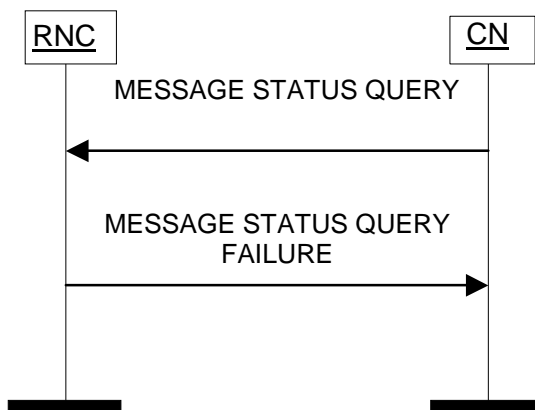 RNC
CN
MESSAGE STATUS QUERY
MESSAGE STATUS QUERY
FAILURE